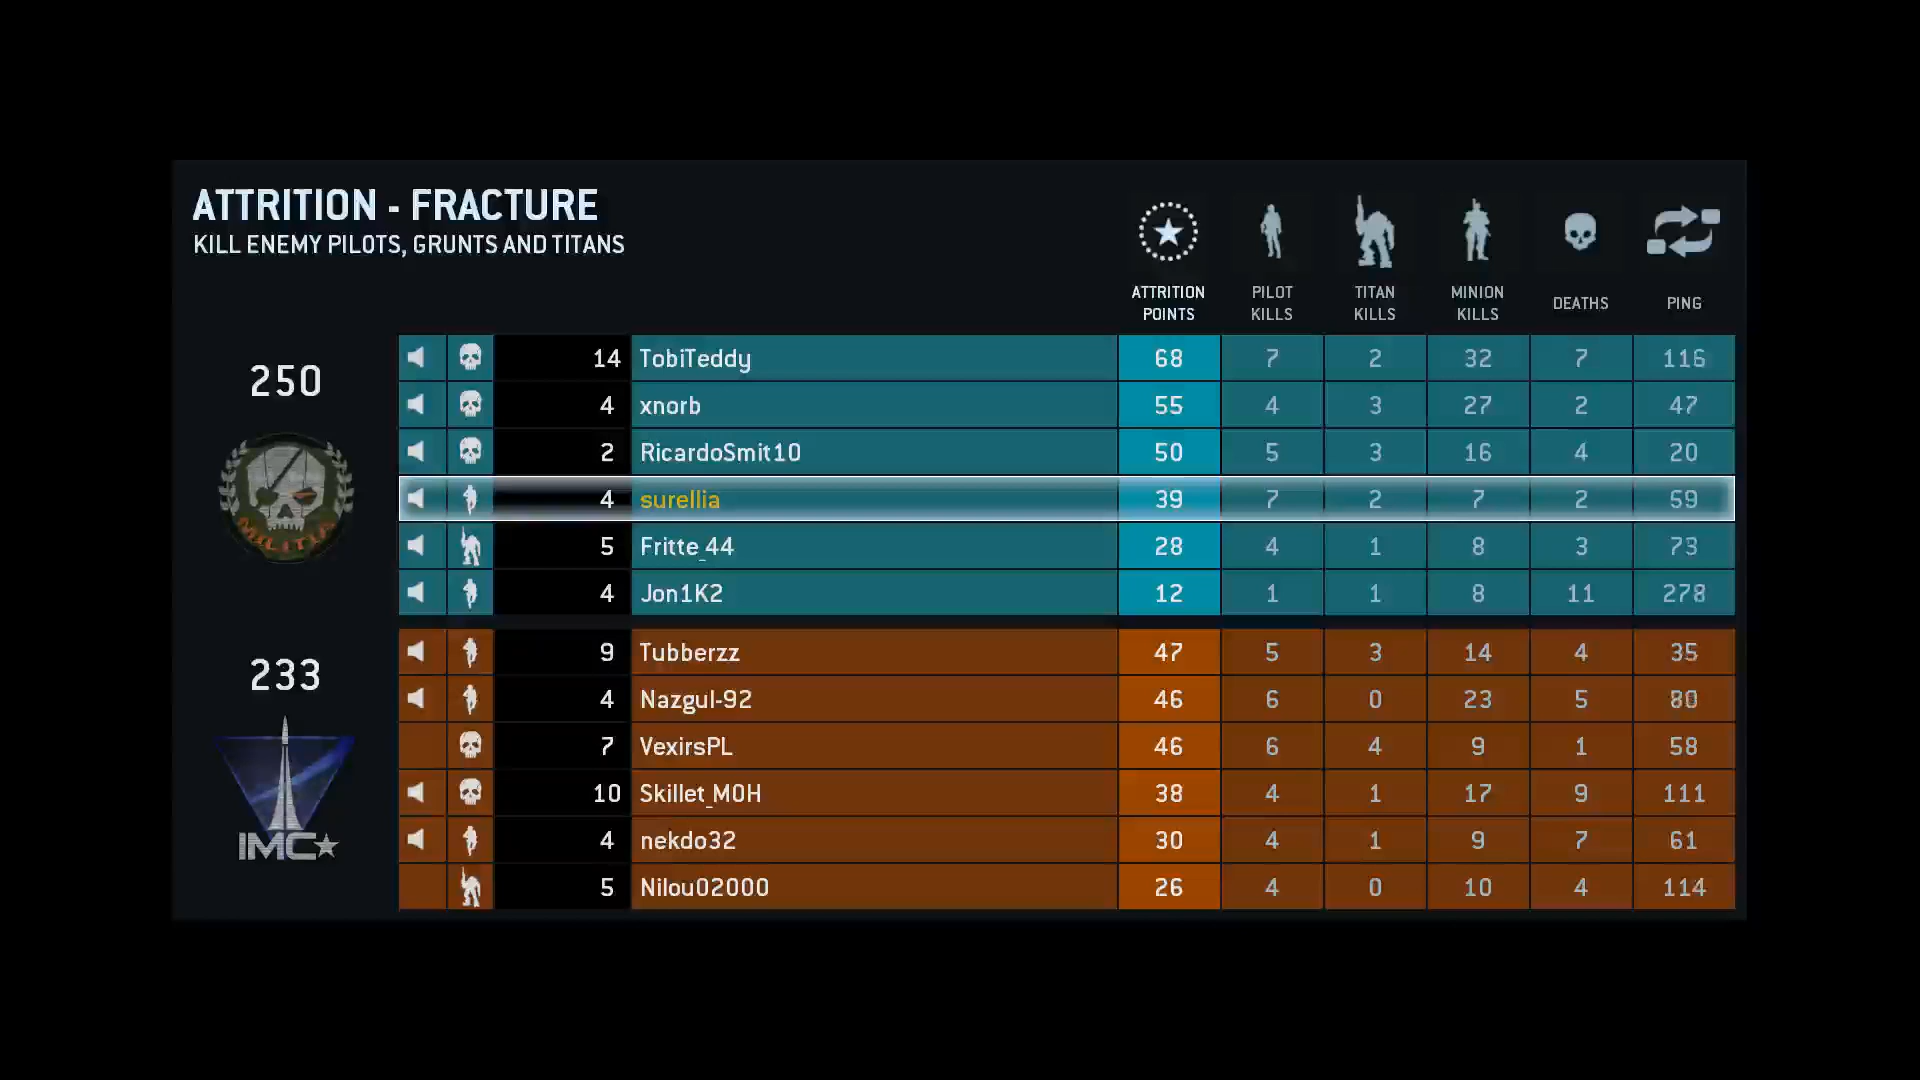 ATTRITION - FRACTURE
KILL ENEMY PILOTS, GRUNTS AND TITANS
ATTRITION POINTS PILOT KILLS TITAN KILLS MINION KILLS DEATHS PING
250
MILITIA
14 TobiTeddy 68 7 2 32 7 116
4 xnorb 55 4 3 27 2 47
2 RicardoSmit10 50 5 3 16 4 20
4 surellia 39 7 2 7 2 59
5 Fritte_44 28 4 1 8 3 73
4 Jon1K2 12 1 1 8 11 278
233
IMC
9 Tubberzz 47 5 3 14 4 35
4 Nazgul-92 46 6 0 23 5 80
7 VexirsPL 46 6 4 9 1 58
10 Skillet_M0H 38 4 1 17 9 111
4 nekdo32 30 4 1 9 7 61
5 Nilou02000 26 4 0 10 4 114